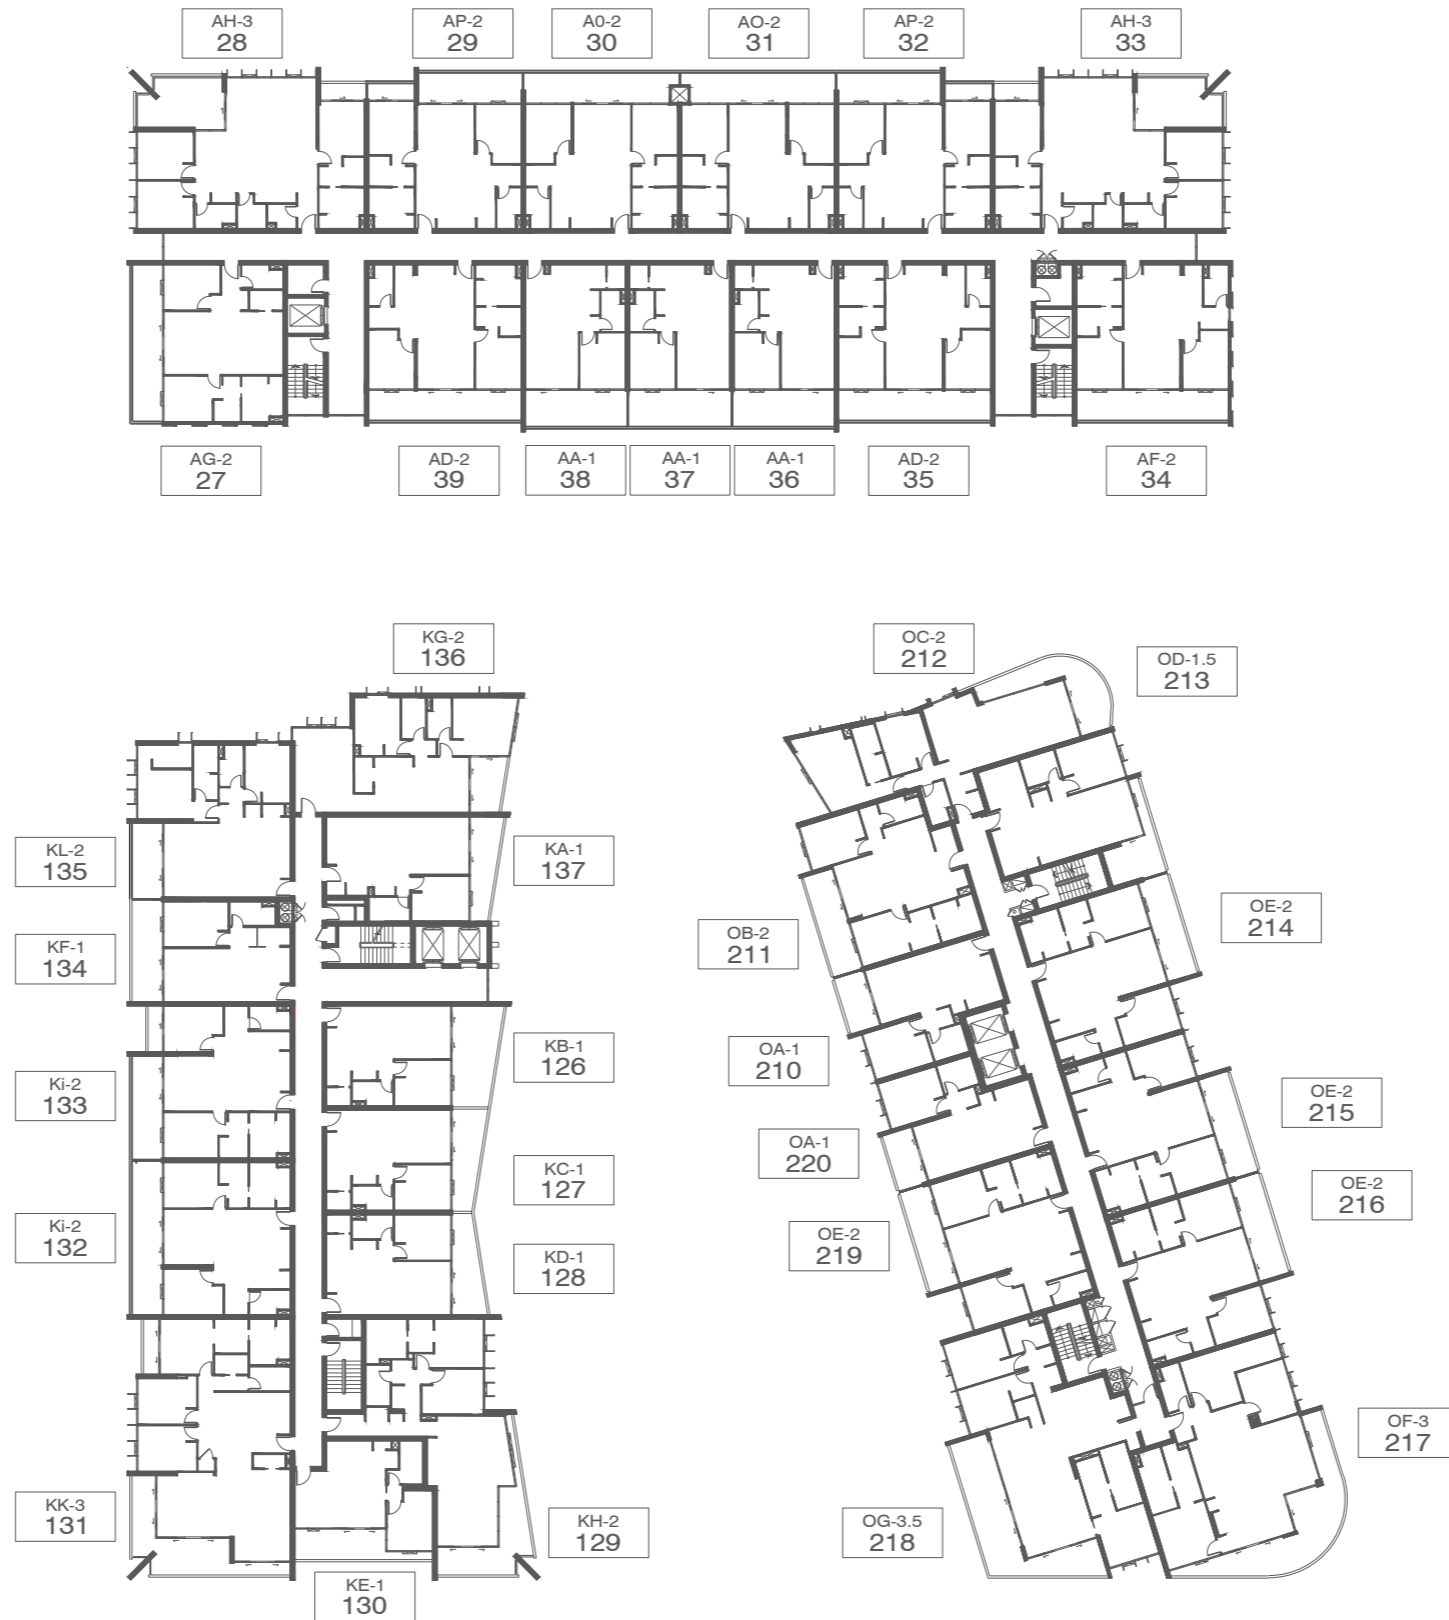 AH-3
28
AP-2
29
A0-2
30
AO-2
31
AP-2
32
AH-3
33
AG-2
27
AD-2
39
AA-1
38
AA-1
37
AA-1
36
AD-2
35
AF-2
34
KG-2
136
KL-2
135
KA-1
137
KF-1
134
KB-1
126
Ki-2
133
KC-1
127
Ki-2
132
KD-1
128
KK-3
131
KH-2
129
KE-1
130
OC-2
212
OD-1.5
213
OB-2
211
OE-2
214
OA-1
210
OE-2
215
OA-1
220
OE-2
216
OE-2
219
OF-3
217
OG-3.5
218